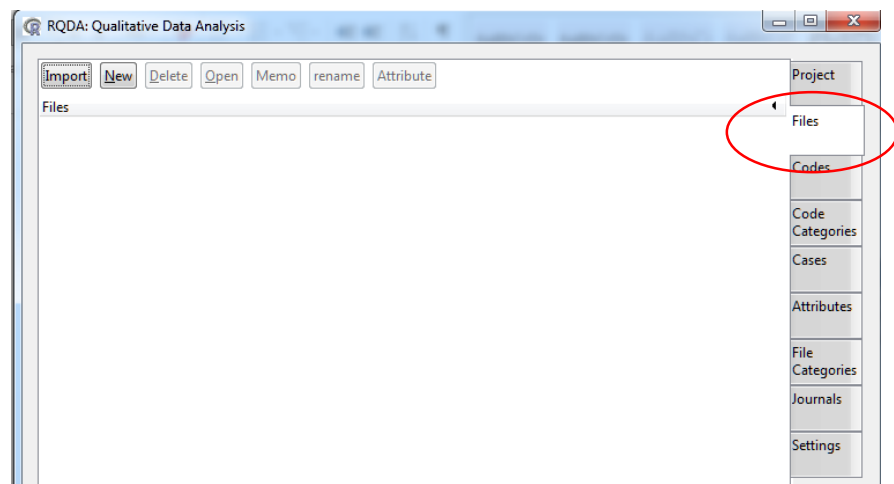 RQDA: Qualitative Data Analysis
Import New Delete Open Memo rename Attribute
Files
Project
Files
Codes
Code
Categories
Cases
Attributes
File
Categories
Journals
Settings